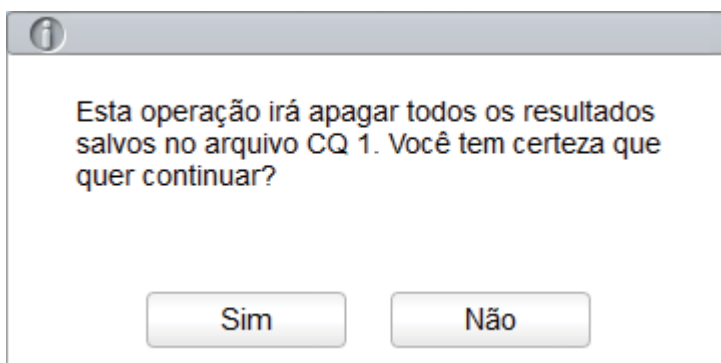 Esta operação irá apagar todos os resultados
salvos no arquivo CQ 1. Você tem certeza que
quer continuar?
Sim
Não